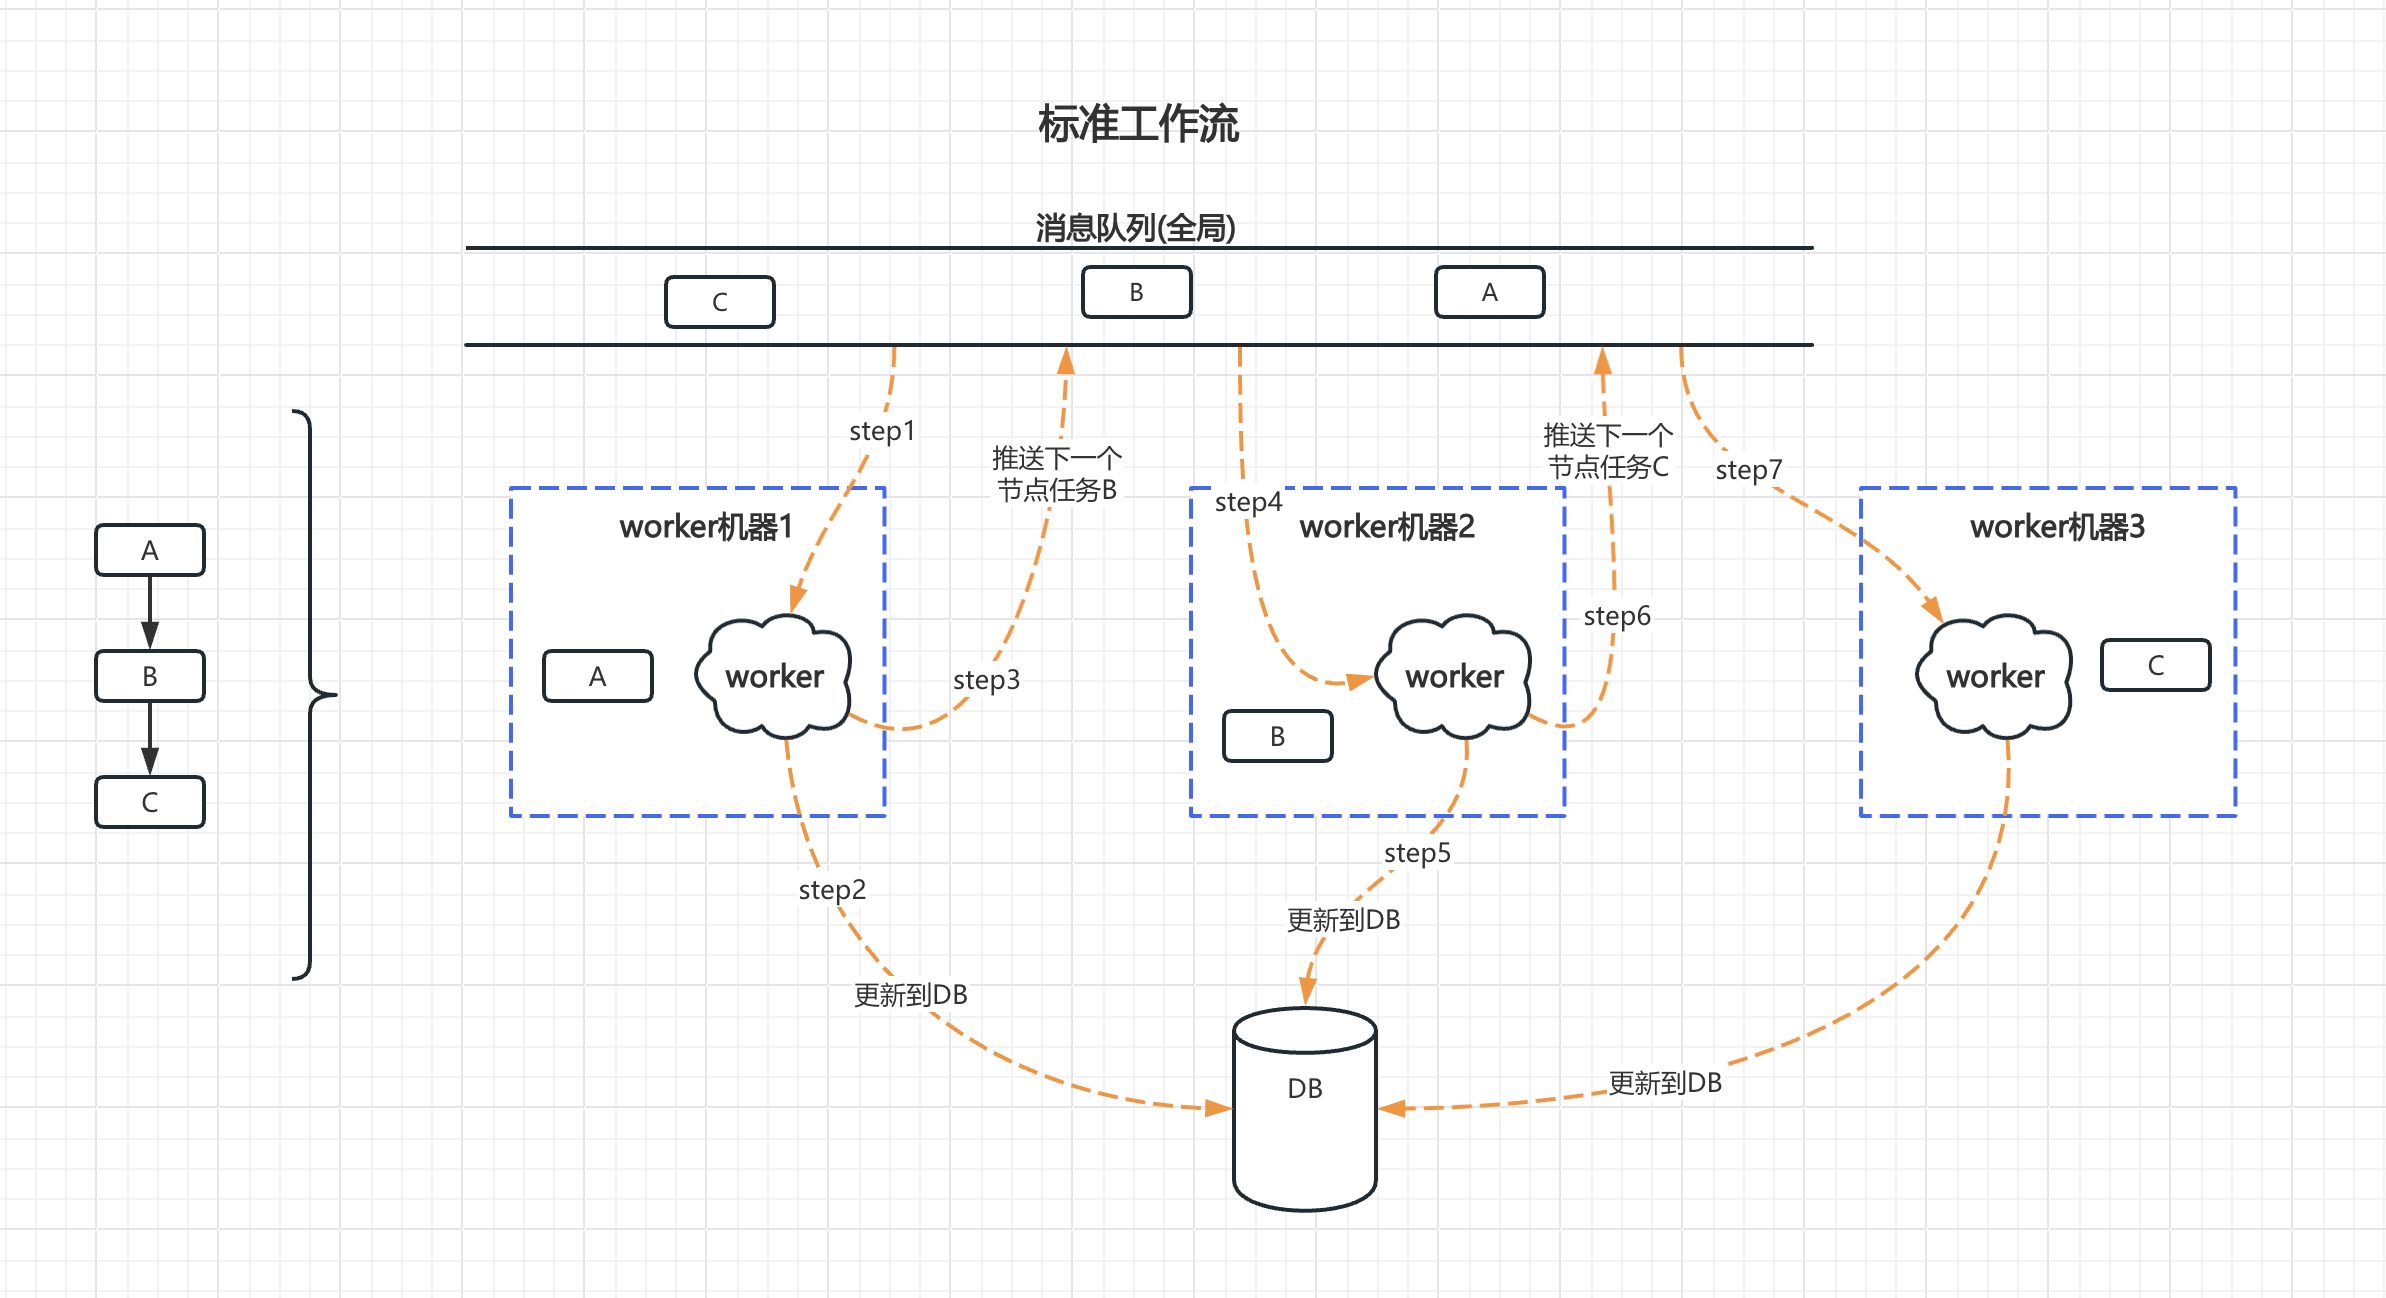 标准工作流
消息队列(全局)
C
B
A
step1
推送下一个
节点任务B
step4
推送下一个
节点任务C
step7
worker机器1
worker机器2
worker机器3
A
B
C
A
worker
step3
B
worker
step6
worker
C
step2
更新到DB
step5
更新到DB
更新到DB
DB